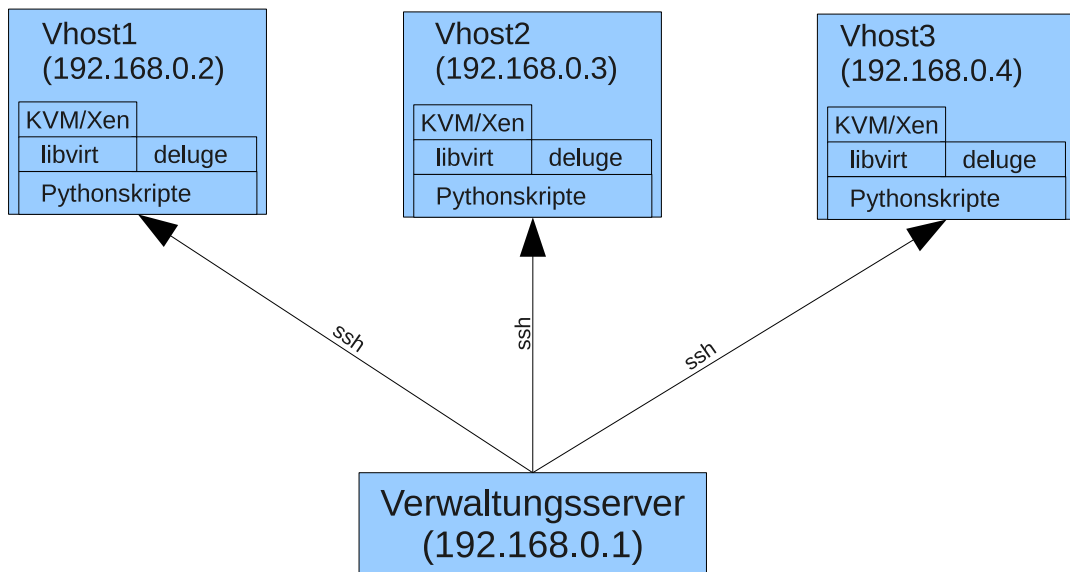 Vhost1
(192.168.0.2)
KVM/Xen
libvirt
deluge
Pythonskripte
Vhost2
(192.168.0.3)
KVM/Xen
libvirt
deluge
Pythonskripte
Vhost3
(192.168.0.4)
KVM/Xen
libvirt
deluge
Pythonskripte
ssh
ssh
ssh
Verwaltungsserver
(192.168.0.1)